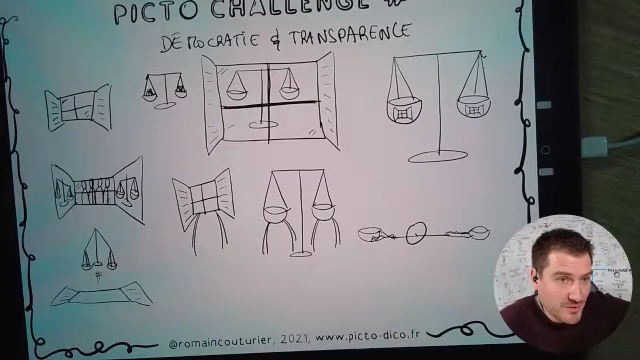 PICTO CHALLENGE
DÉMOCRATIE & TRANSPARENCE
@romaincouturier, 2021, www.picto-dico.fr